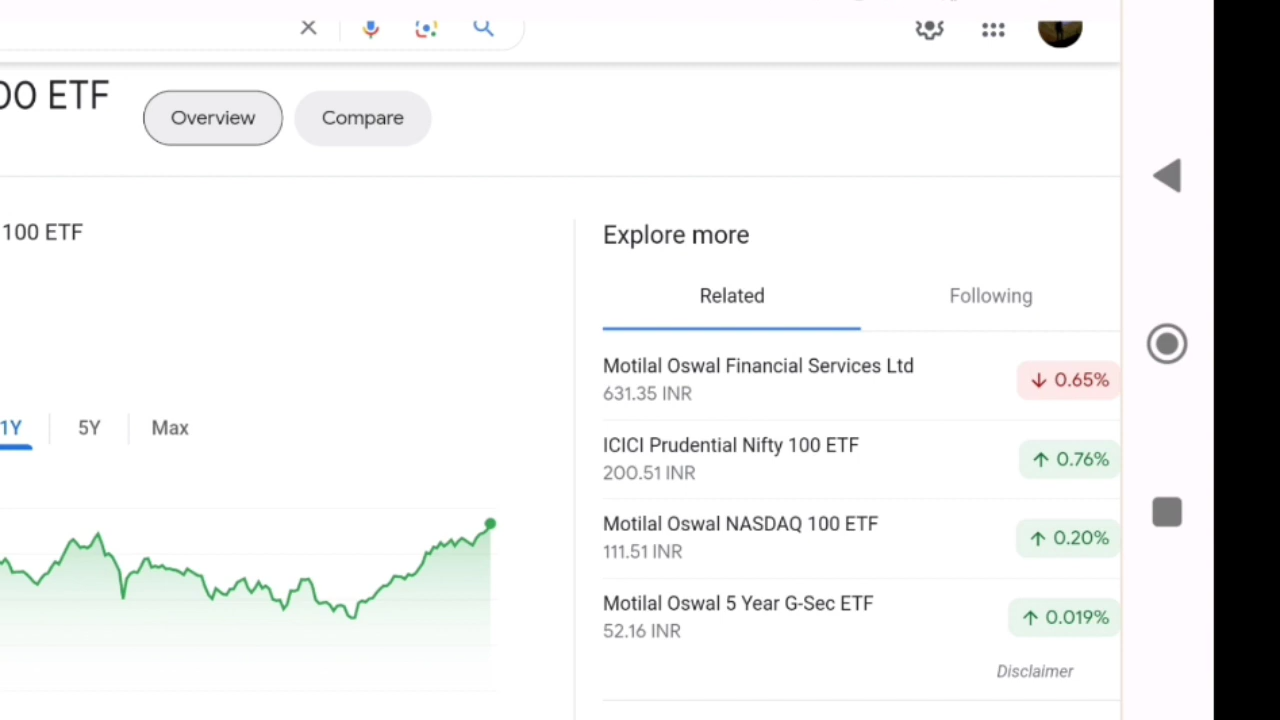 00 ETF
Overview
Compare
100 ETF
Explore more
Related
Following
Motilal Oswal Financial Services Ltd
631.35 INR
↓ 0.65%
1Y
5Y
Max
ICICI Prudential Nifty 100 ETF
200.51 INR
↑ 0.76%
Motilal Oswal NASDAQ 100 ETF
111.51 INR
↑ 0.20%
Motilal Oswal 5 Year G-Sec ETF
52.16 INR
↑ 0.019%
Disclaimer